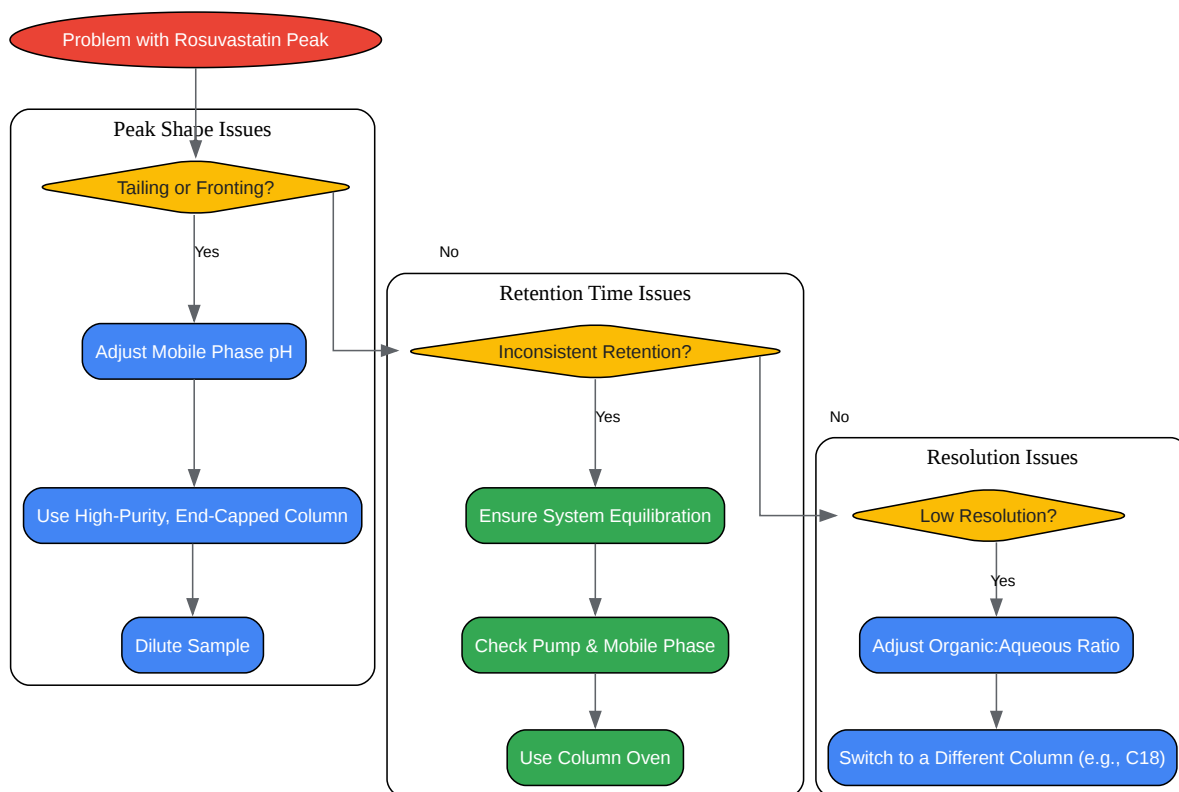 Problem with Rosuvastatin Peak
Peak Shape Issues
Tailing or Fronting?
Yes
No
Adjust Mobile Phase pH
Use High-Purity, End-Capped Column
Dilute Sample
Retention Time Issues
Inconsistent Retention?
Yes
No
Ensure System Equilibration
Check Pump & Mobile Phase
Use Column Oven
Resolution Issues
Low Resolution?
Yes
Adjust Organic:Aqueous Ratio
Switch to a Different Column (e.g., C18)